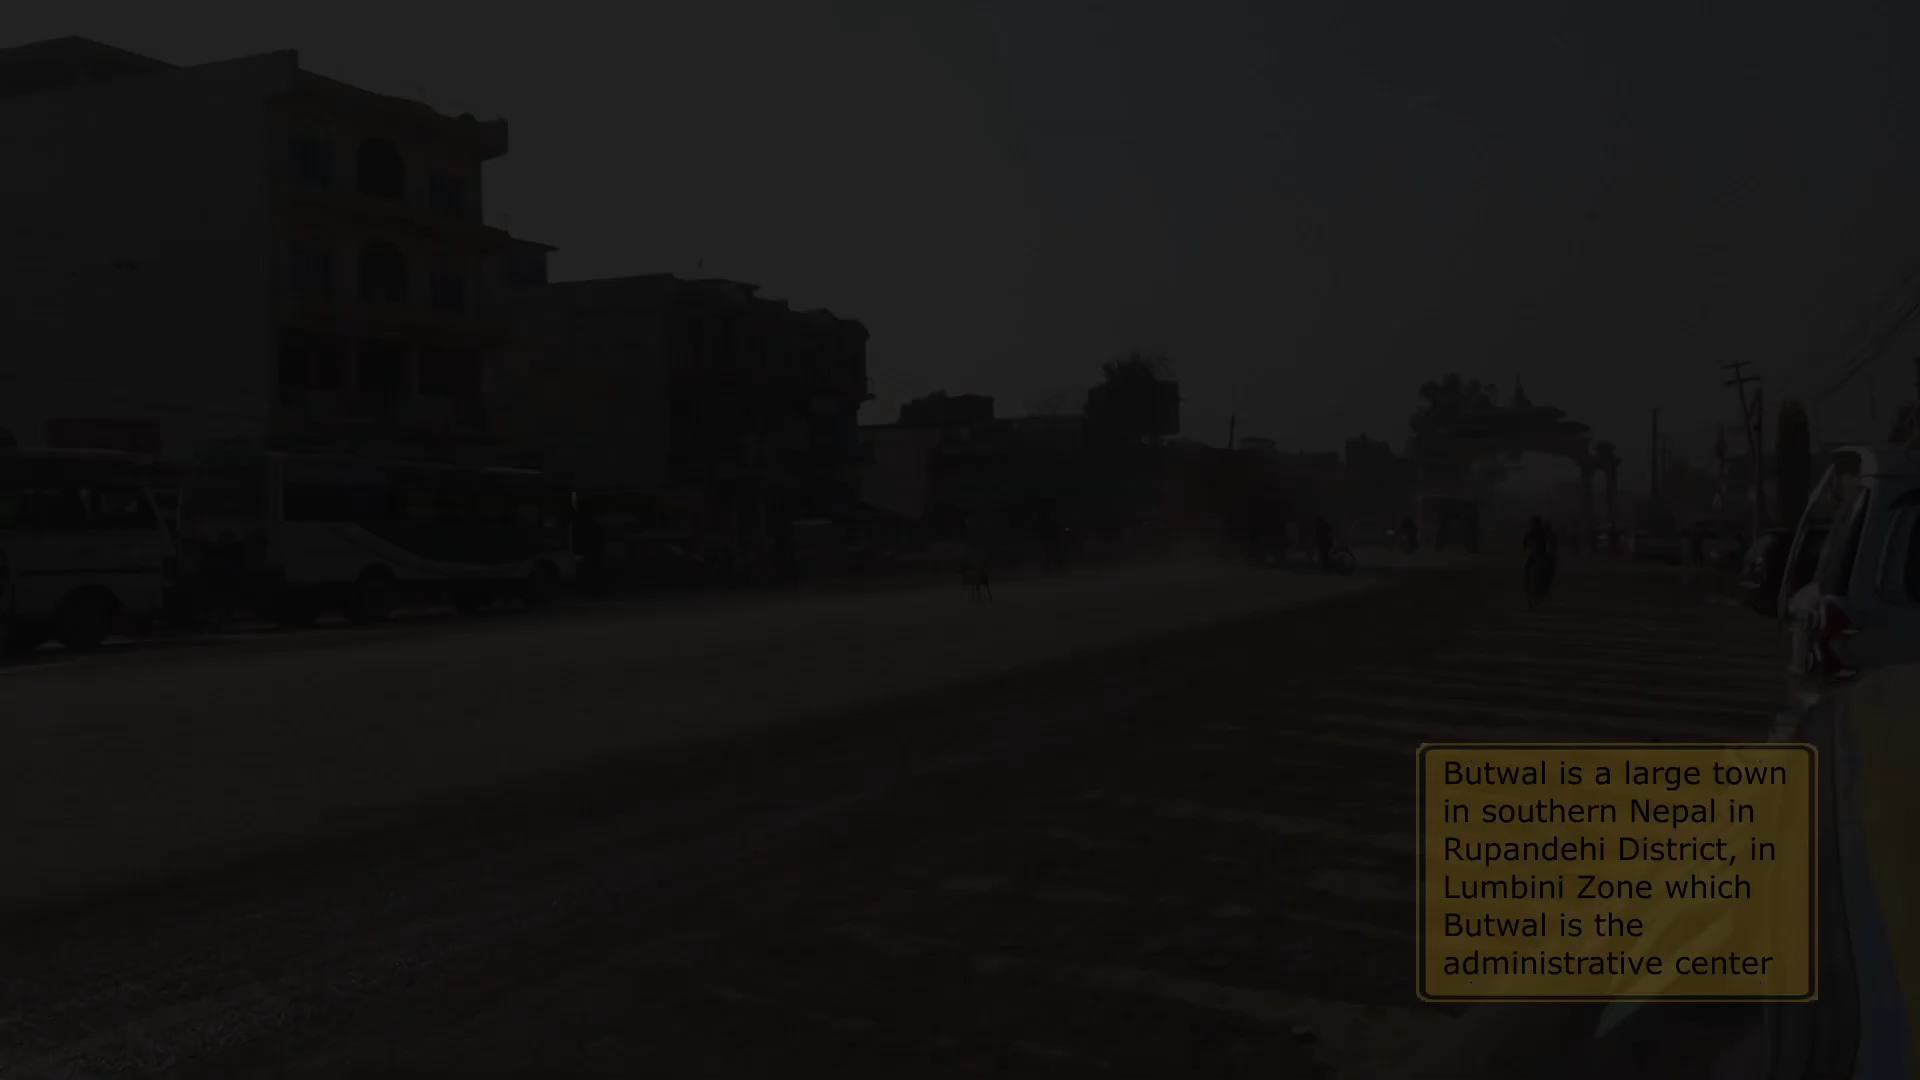 Butwal is a large town
in southern Nepal in
Rupandehi District, in
Lumbini Zone which
Butwal is the
administrative center